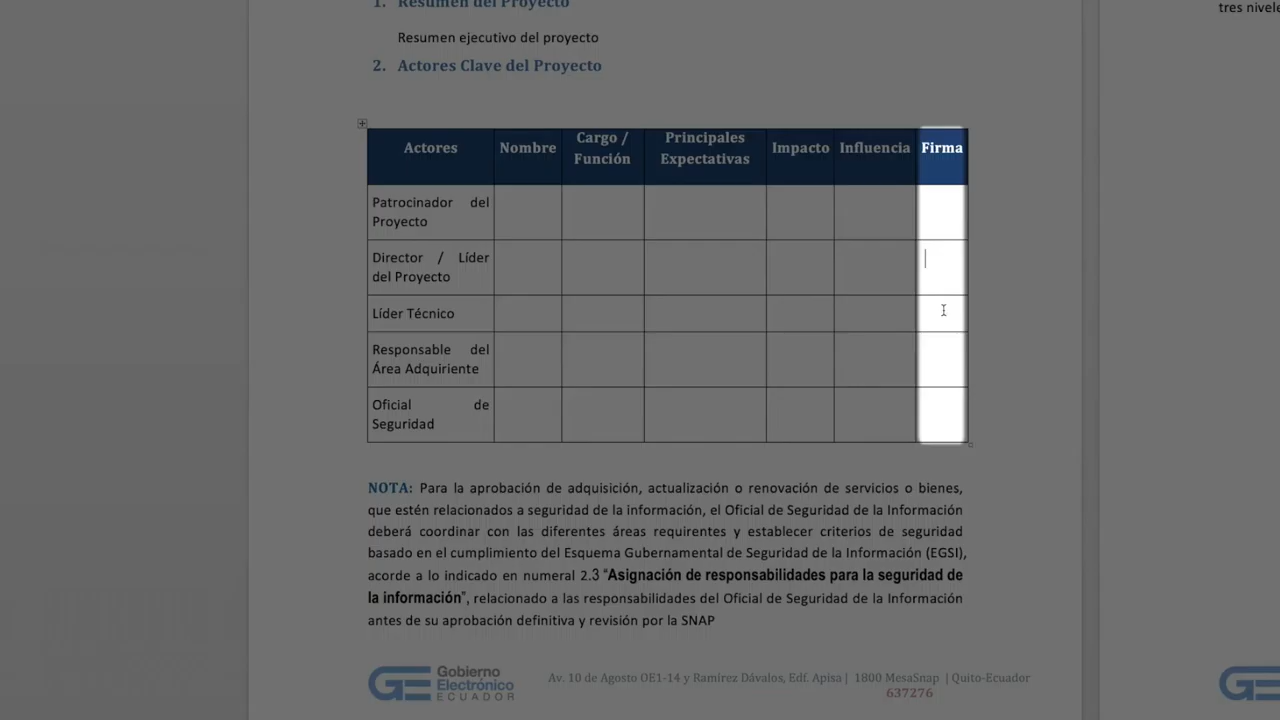 1. Resumen del Proyecto
tres nivele
Resumen ejecutivo del proyecto
2. Actores Clave del Proyecto
Actores Nombre Cargo / Función Principales Expectativas Impacto Influencia Firma
Patrocinador del
Proyecto
Director / Líder
del Proyecto
Líder Técnico
Responsable del
Área Adquiriente
Oficial de
Seguridad
NOTA: Para la aprobación de adquisición, actualización o renovación de servicios o bienes,
que estén relacionados a seguridad de la información, el Oficial de Seguridad de la Información
deberá coordinar con las diferentes áreas requirentes y establecer criterios de seguridad
basado en el cumplimiento del Esquema Gubernamental de Seguridad de la Información (EGSI),
acorde a lo indicado en numeral 2.3 “Asignación de responsabilidades para la seguridad de
la información”, relacionado a las responsabilidades del Oficial de Seguridad de la Información
antes de su aprobación definitiva y revisión por la SNAP
GE Gobierno
Electrónico
ECUADOR
Av. 10 de Agosto OE1-14 y Ramírez Dávalos, Edf. Apisa | 1800 MesaSnap | Quito-Ecuador
637276
GE